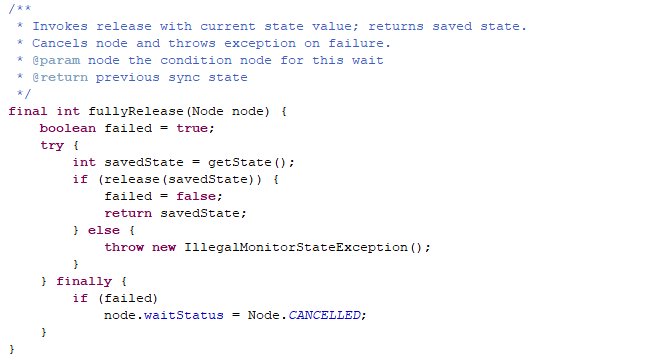 /**
 * Invokes release with current state value; returns saved state.
 * Cancels node and throws exception on failure.
 * @param node the condition node for this wait
 * @return previous sync state
 */
final int fullyRelease(Node node) {
    boolean failed = true;
    try {
        int savedState = getState();
        if (release(savedState)) {
            failed = false;
            return savedState;
        } else {
            throw new IllegalMonitorStateException();
        }
    } finally {
        if (failed)
            node.waitStatus = Node.CANCELLED;
    }
}